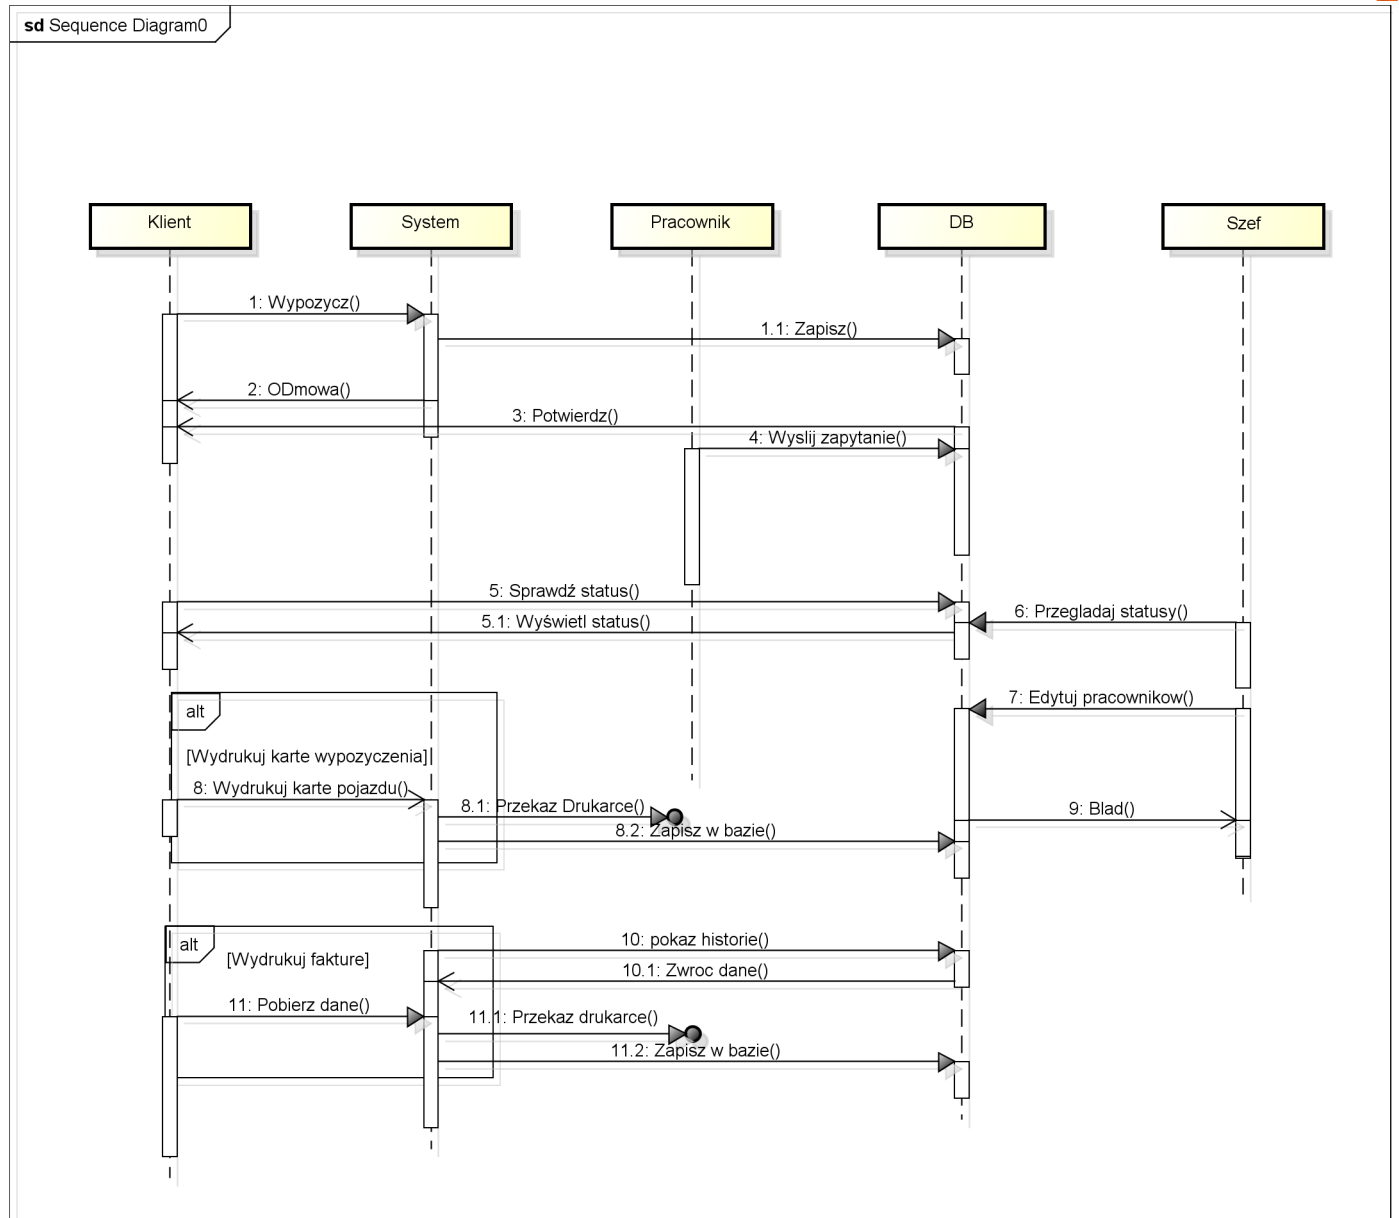 sd Sequence Diagram0
Klient
System
Pracownik
DB
Szef
1: Wypozycz()
1.1: Zapisz()
2: ODmowa()
3: Potwierdz()
4: Wyslij zapytanie()
5: Sprawdź status()
6: Przegladaj statusy()
5.1: Wyświetl status()
7: Edytuj pracownikow()
alt
[Wydrukuj karte wypozyczenia]
8: Wydrukuj karte pojazdu()
8.1: Przekaz Drukarce()
9: Blad()
8.2: Zapisz w bazie()
alt
[Wydrukuj fakture]
10: pokaz historie()
10.1: Zwroc dane()
11: Pobierz dane()
11.1: Przekaz drukarce()
11.2: Zapisz w bazie()